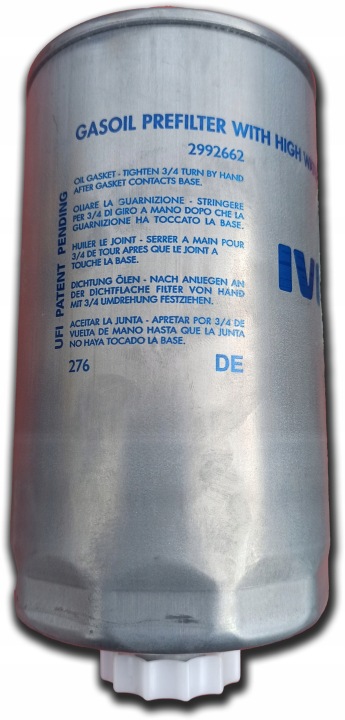 GASOIL PREFILTER WITH HIGH
2992662
OIL GASKET - TIGHTEN 3/4 TURN BY HAND
AFTER GASKET CONTACTS BASE.
OLIARE LA GUARNIZIONE - STRINGERE
PER 3/4 DI GIRO A MANO DOPO CHE LA
GUARNIZIONE HA TOCCATO LA BASE.
HUILER LE JOINT - SERRER A MAIN POUR
3/4 DE TOUR APRES QUE LE JOINT A
TOUCHE LA BASE.
DICHTUNG ÖLEN - NACH ANLIEGEN AN
DER DICHTFLACHE FILTER VON HAND
MIT 3/4 UMDREHUNG FESTZIEHEN.
ACEITAR LA JUNTA - APRETAR POR 3/4 DE
VUELTA DE MANO HASTA QUE LA JUNTA
NO HAYA TOCADO LA BASE.
276 DE
UFI PATENT PENDING
IV